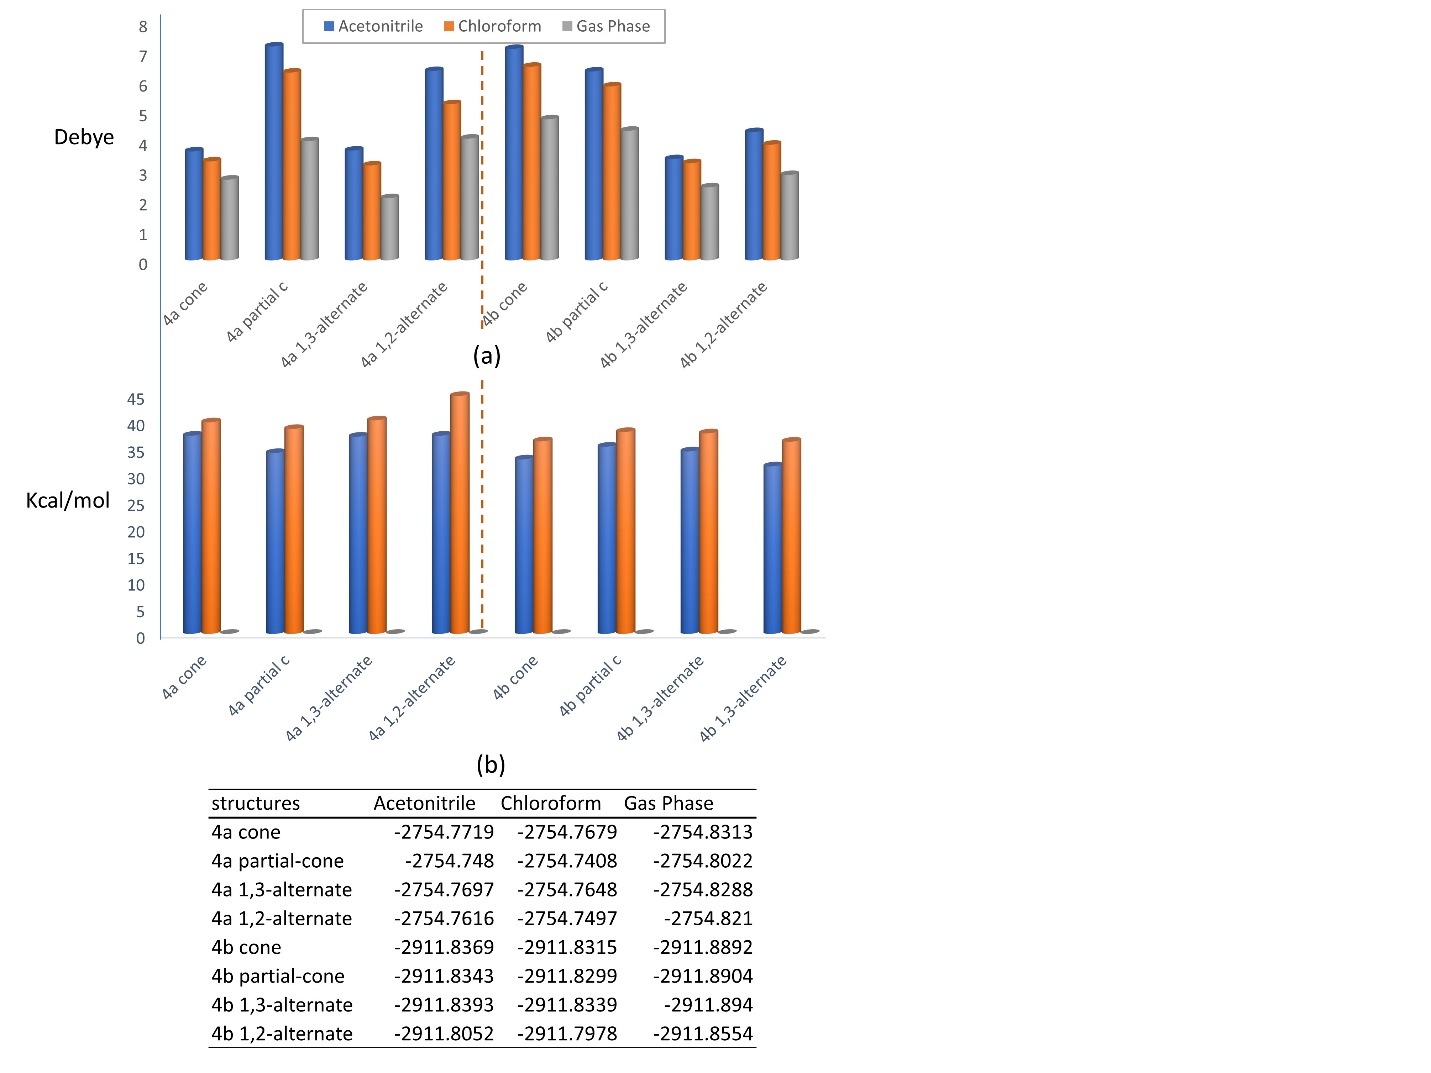 Acetonitrile Chloroform Gas Phase
8
7
6
5
4
3
2
1
0
Debye
4a cone
4a partial c
4a 1,3-alternate
4a 1,2-alternate
4b cone
4b partial c
4b 1,3-alternate
4b 1,2-alternate
(a)
45
40
35
30
25
20
15
10
5
0
Kcal/mol
4a cone
4a partial c
4a 1,3-alternate
4a 1,2-alternate
4b cone
4b partial c
4b 1,3-alternate
4b 1,3-alternate
(b)
structures Acetonitrile Chloroform Gas Phase
4a cone -2754.7719 -2754.7679 -2754.8313
4a partial-cone -2754.748 -2754.7408 -2754.8022
4a 1,3-alternate -2754.7697 -2754.7648 -2754.8288
4a 1,2-alternate -2754.7616 -2754.7497 -2754.821
4b cone -2911.8369 -2911.8315 -2911.8892
4b partial-cone -2911.8343 -2911.8299 -2911.8904
4b 1,3-alternate -2911.8393 -2911.8339 -2911.894
4b 1,2-alternate -2911.8052 -2911.7978 -2911.8554